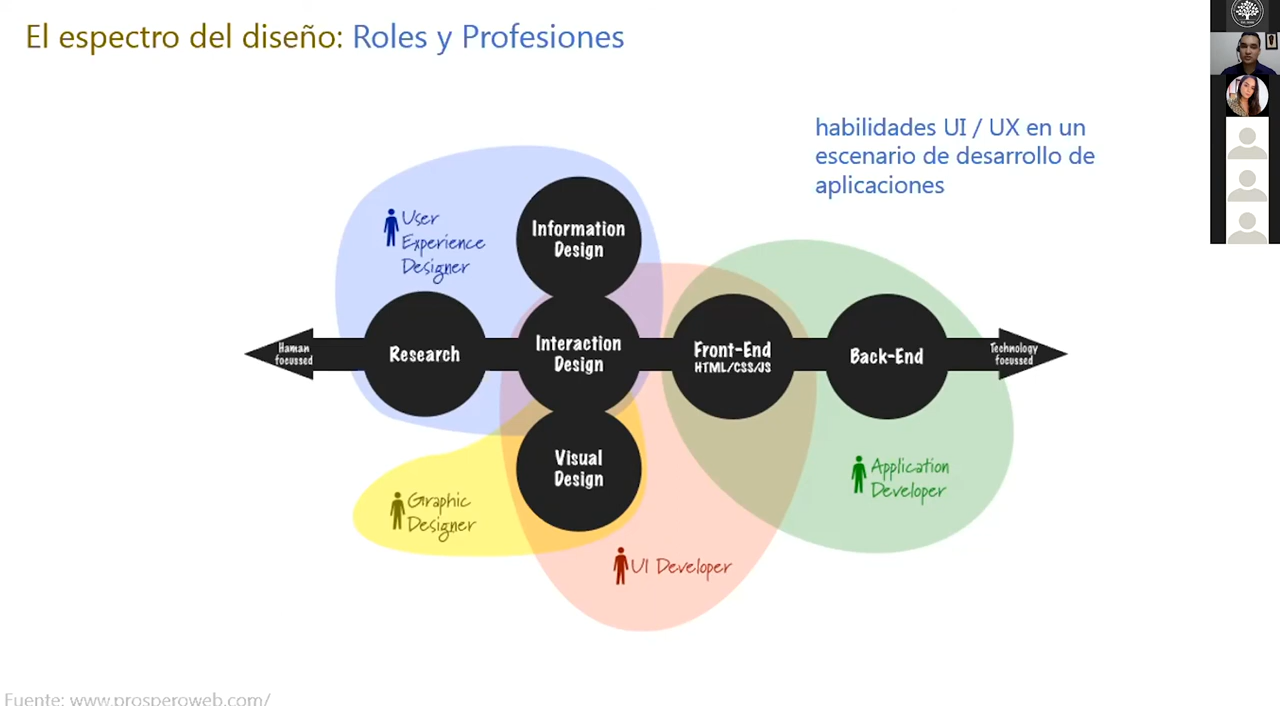 El espectro del diseño: Roles y Profesiones
habilidades UI / UX en un
escenario de desarrollo de
aplicaciones
User
Experience
Designer
Information
Design
Human
focussed
Research
Interaction
Design
Front-End
HTML/CSS/JS
Back-End
Technology
focussed
Visual
Design
Graphic
Designer
Application
Developer
UI Developer
Fuente: www.prosperoweb.com/